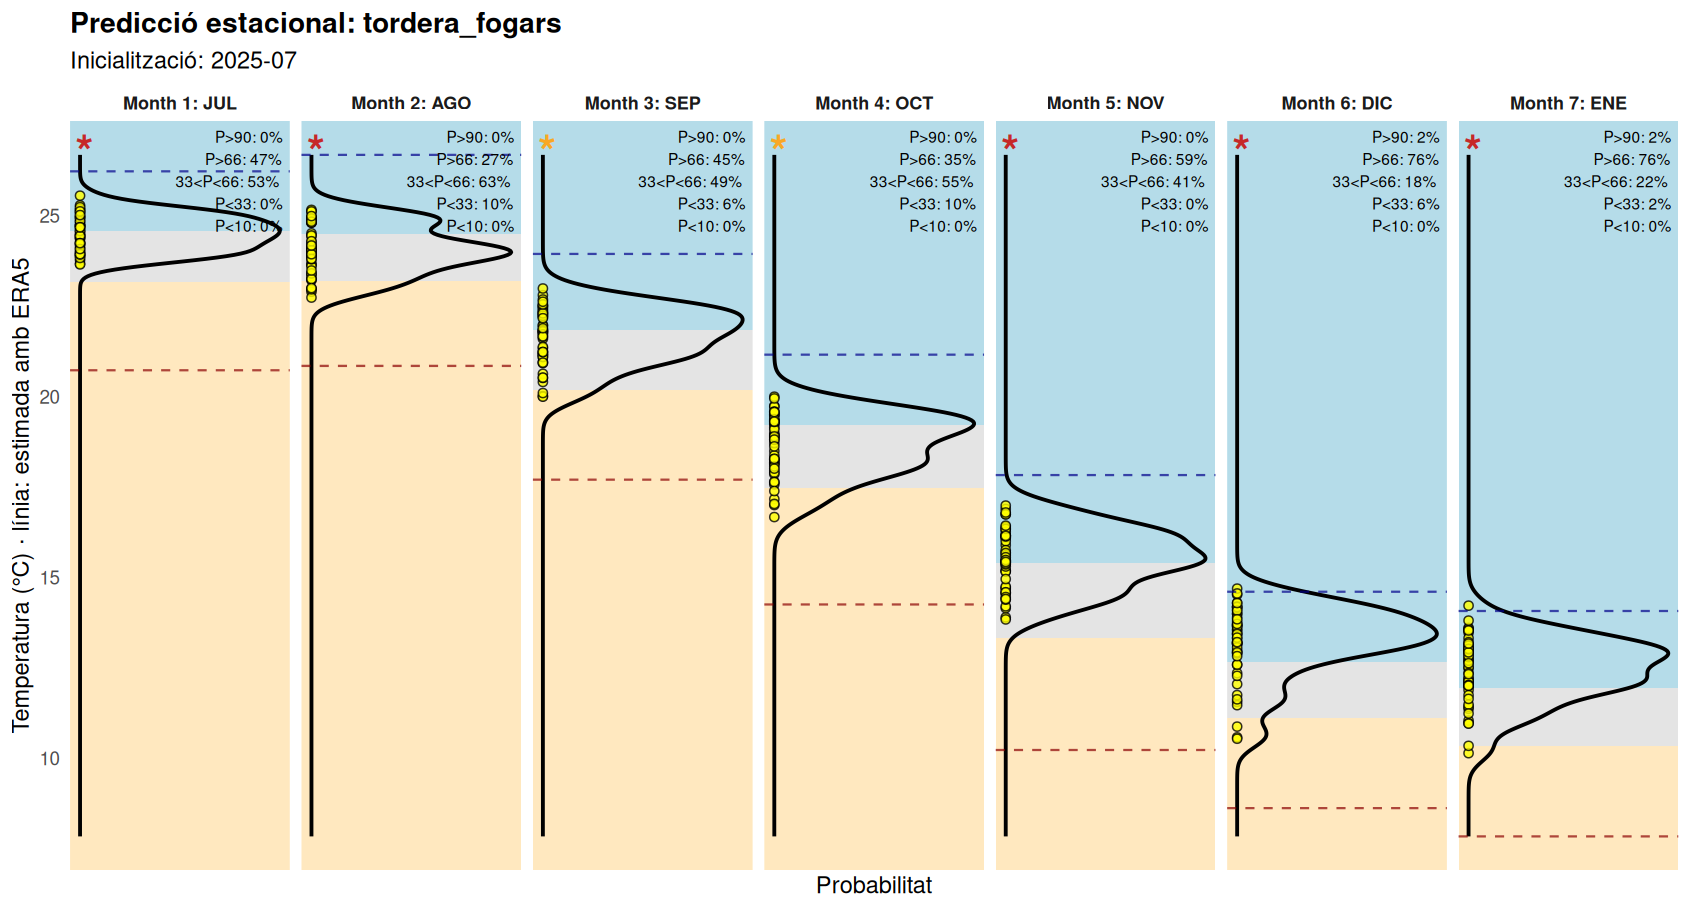 Predicció estacional: tordera_fogars
Inicialització: 2025-07
Month 1: JUL
Month 2: AGO
Month 3: SEP
Month 4: OCT
Month 5: NOV
Month 6: DIC
Month 7: ENE
*
P>90: 0%
P>66: 47%
33<P<66: 53%
P<33: 0%
P<10: 0%
*
P>90: 0%
P>66: 27%
33<P<66: 63%
P<33: 10%
P<10: 0%
*
P>90: 0%
P>66: 45%
33<P<66: 49%
P<33: 6%
P<10: 0%
*
P>90: 0%
P>66: 35%
33<P<66: 55%
P<33: 10%
P<10: 0%
*
P>90: 0%
P>66: 59%
33<P<66: 41%
P<33: 0%
P<10: 0%
*
P>90: 2%
P>66: 76%
33<P<66: 18%
P<33: 6%
P<10: 0%
*
P>90: 2%
P>66: 76%
33<P<66: 22%
P<33: 2%
P<10: 0%
25
20
15
10
Temperatura (°C) · línia: estimada amb ERA5
Probabilitat